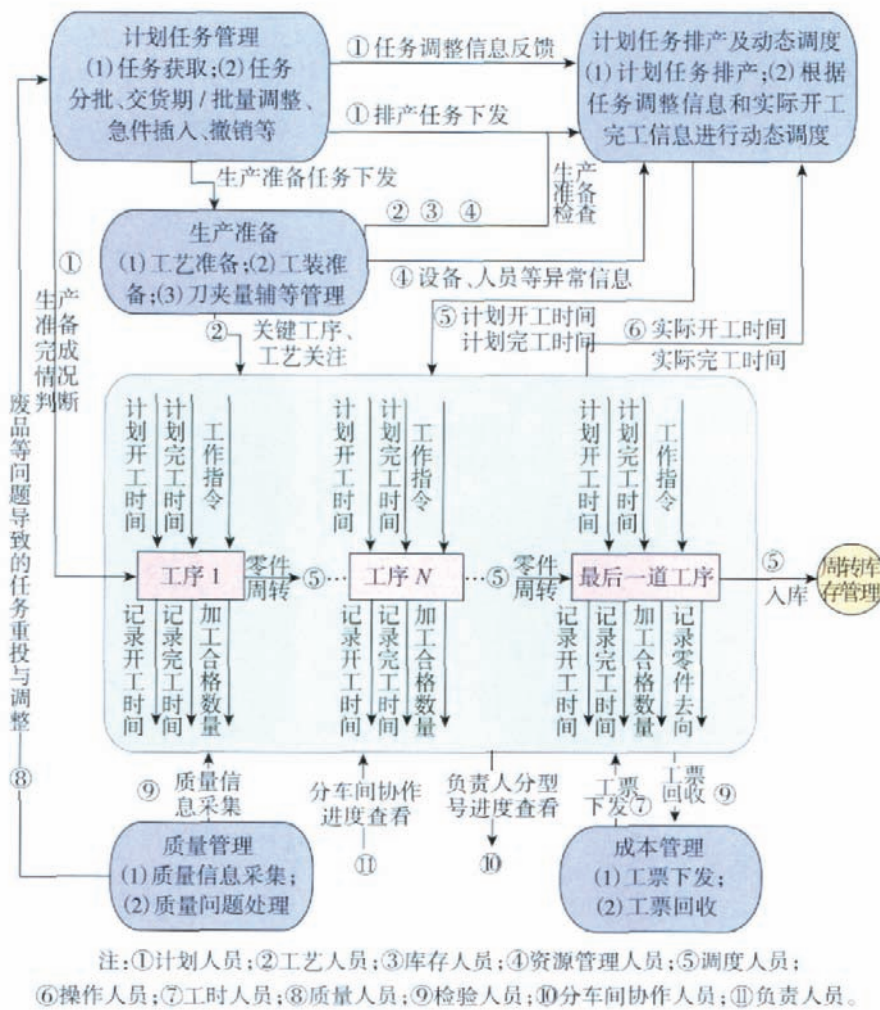 计划任务管理
(1)任务获取;(2)任务
分批、交货期/批量调整、
急件插入、撤销等
①任务调整信息反馈
①排产任务下发
计划任务排产及动态调度
(1)计划任务排产;(2)根据
任务调整信息和实际开工
完工信息进行动态调度
生产准备任务下发
生产
准备
检查
②③④
生产准备
(1)工艺准备;(2)工装准
备;(3)刀夹量辅等管理
④设备、人员等异常信息
①
生产
准备
完成
情况
判断
②
关键工序、
工艺关注
⑤计划开工时间
计划完工时间
⑥实际开工时间
实际完工时间
废品等问题导致的任务重投与调整
⑧
计划开工时间
计划完工时间
工作指令
计划开工时间
计划完工时间
工作指令
计划开工时间
计划完工时间
工作指令
工序1
零件
周转
⑤…
工序N
…⑤
零件
周转
最后一道工序
⑤
入库
周转库
存管理
记录开工时间
记录完工时间
加工合格数量
记录开工时间
记录完工时间
加工合格数量
记录开工时间
记录完工时间
加工合格数量
记录零件去向
⑨
质量信
息采集
分车间协作
进度查看
⑪
负责人分型
号进度查看
⑩
工票
下发⑦
工票
回收⑨
质量管理
(1)质量信息采集;
(2)质量问题处理
成本管理
(1)工票下发;
(2)工票回收
注:①计划人员;②工艺人员;③库存人员;④资源管理人员;⑤调度人员;
⑥操作人员;⑦工时人员;⑧质量人员;⑨检验人员;⑩分车间协作人员;⑪负责人员。